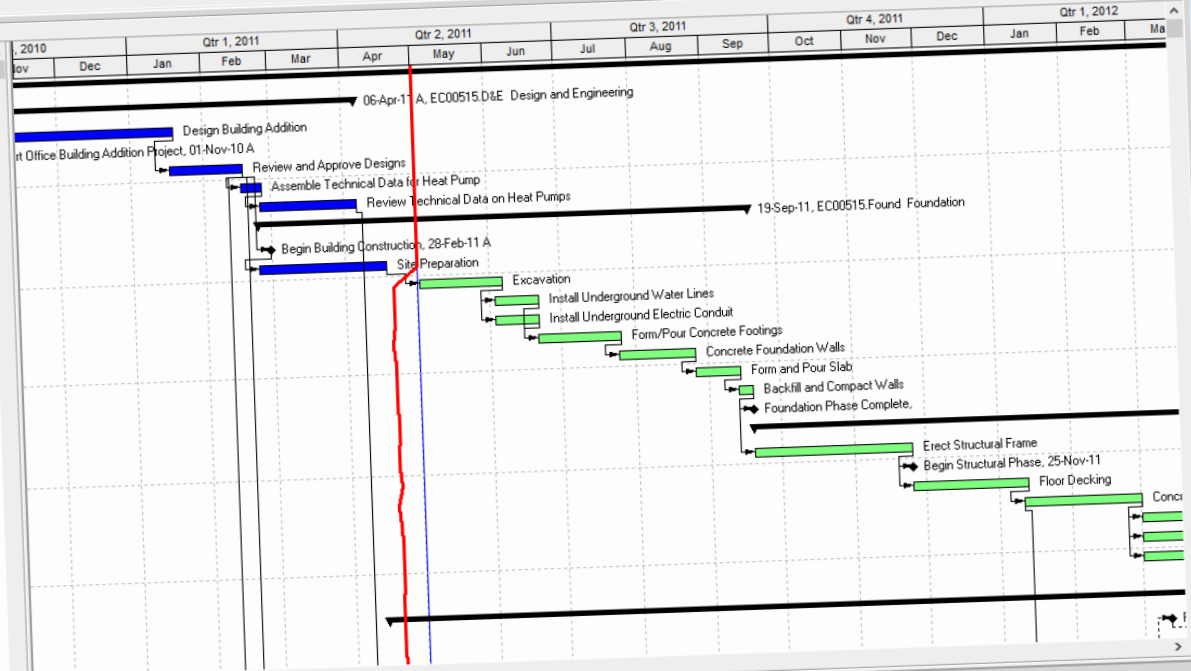 , 2010 Qtr 1, 2011 Qtr 2, 2011 Qtr 3, 2011 Qtr 4, 2011 Qtr 1, 2012
ov Dec Jan Feb Mar Apr May Jun Jul Aug Sep Oct Nov Dec Jan Feb Ma
06-Apr-11 A, EC00515.D&E Design and Engineering
Design Building Addition
rt Office Building Addition Project, 01-Nov-10 A
Review and Approve Designs
Assemble Technical Data for Heat Pump
Review Technical Data on Heat Pumps
19-Sep-11, EC00515.Found Foundation
Begin Building Construction, 28-Feb-11 A
Site Preparation
Excavation
Install Underground Water Lines
Install Underground Electric Conduit
Form/Pour Concrete Footings
Concrete Foundation Walls
Form and Pour Slab
Backfill and Compact Walls
Foundation Phase Complete,
Erect Structural Frame
Begin Structural Phase, 25-Nov-11
Floor Decking
Concr